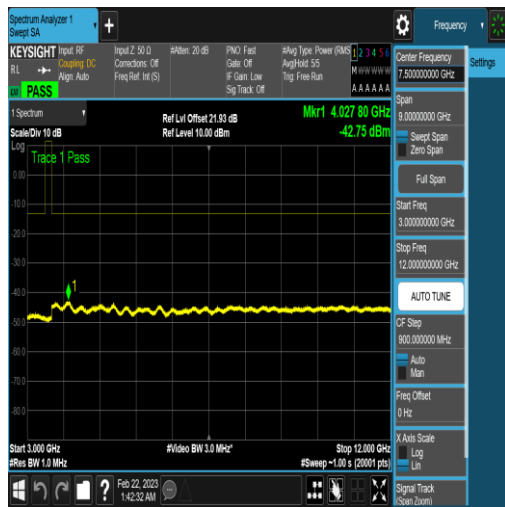 Spectrum Analyzer 1
Swept SA
Frequency
KEYSIGHT
RL
Input: RF
Coupling: DC
Align: Auto
Input Z: 50 Ω
Corrections: Off
Freq Ref: Int (S)
#Atten: 20 dB
PNO: Fast
Gate: Off
IF Gain: Low
Sig Track: Off
#Avg Type: Power (RMS
Avg|Hold: 5/5
Trig: Free Run
1 2 3 4 5 6
M W W W W W
A A A A A A
PASS
1 Spectrum
Scale/Div 10 dB
Log
Ref Lvl Offset 21.93 dB
Ref Level 10.00 dBm
Mkr1 4.027 80 GHz
-42.75 dBm
Trace 1 Pass
0.00
-10.0
-20.0
-30.0
-40.0
-50.0
-60.0
-70.0
-80.0
1
Start 3.000 GHz
#Res BW 1.0 MHz
#Video BW 3.0 MHz*
Stop 12.000 GHz
#Sweep ~1.00 s (20001 pts)
Center Frequency
7.500000000 GHz
Settings
Span
9.00000000 GHz
Swept Span
Zero Span
Full Span
Start Freq
3.000000000 GHz
Stop Freq
12.000000000 GHz
AUTO TUNE
CF Step
900.000000 MHz
Auto
Man
Freq Offset
0 Hz
X Axis Scale
Log
Lin
Signal Track
(Span Zoom)
?
Feb 22, 2023
1:42:32 AM